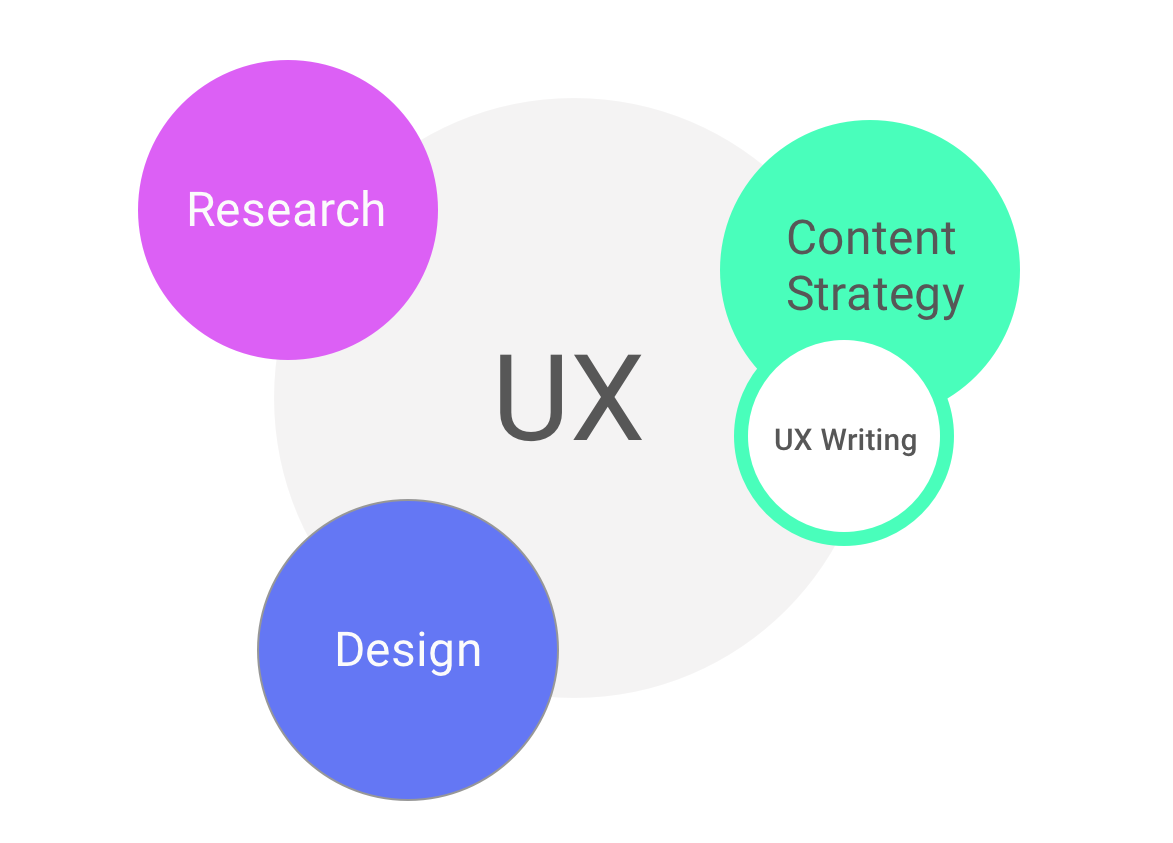 Research
Content
Strategy
UX
UX Writing
Design